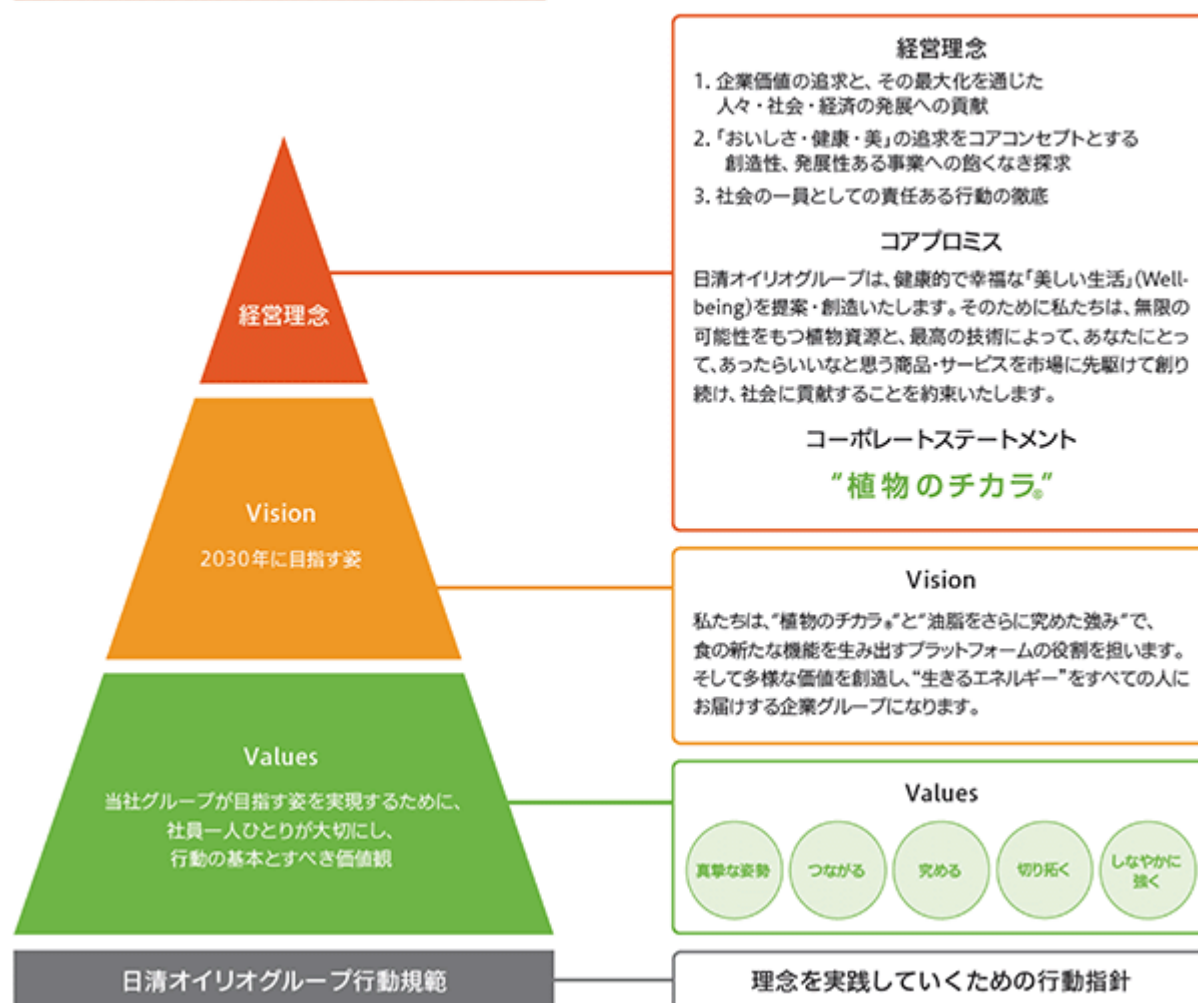 経営理念
Vision
2030年に目指す姿
Values
当社グループが目指す姿を実現するために、
社員一人ひとりが大切にし、
行動の基本とすべき価値観
日清オイリオグループ行動規範
経営理念
1. 企業価値の追求と、その最大化を通じた
人々・社会・経済の発展への貢献
2.「おいしさ・健康・美」の追求をコアコンセプトとする
創造性、発展性ある事業への飽くなき探求
3. 社会の一員としての責任ある行動の徹底
コアプロミス
日清オイリオグループは、健康的で幸福な「美しい生活」(Well-
being)を提案・創造いたします。そのために私たちは、無限の
可能性をもつ植物資源と、最高の技術によって、あなたにとっ
て、あったらいいなと思う商品・サービスを市場に先駆けて創り
続け、社会に貢献することを約束いたします。
コーポレートステートメント
“植物のチカラ®”
Vision
私たちは、“植物のチカラ®”と“油脂をさらに究めた強み”で、
食の新たな機能を生み出すプラットフォームの役割を担います。
そして多様な価値を創造し、“生きるエネルギー”をすべての人に
お届けする企業グループになります。
Values
真摯な姿勢
つながる
究める
切り拓く
しなやかに
強く
理念を実践していくための行動指針